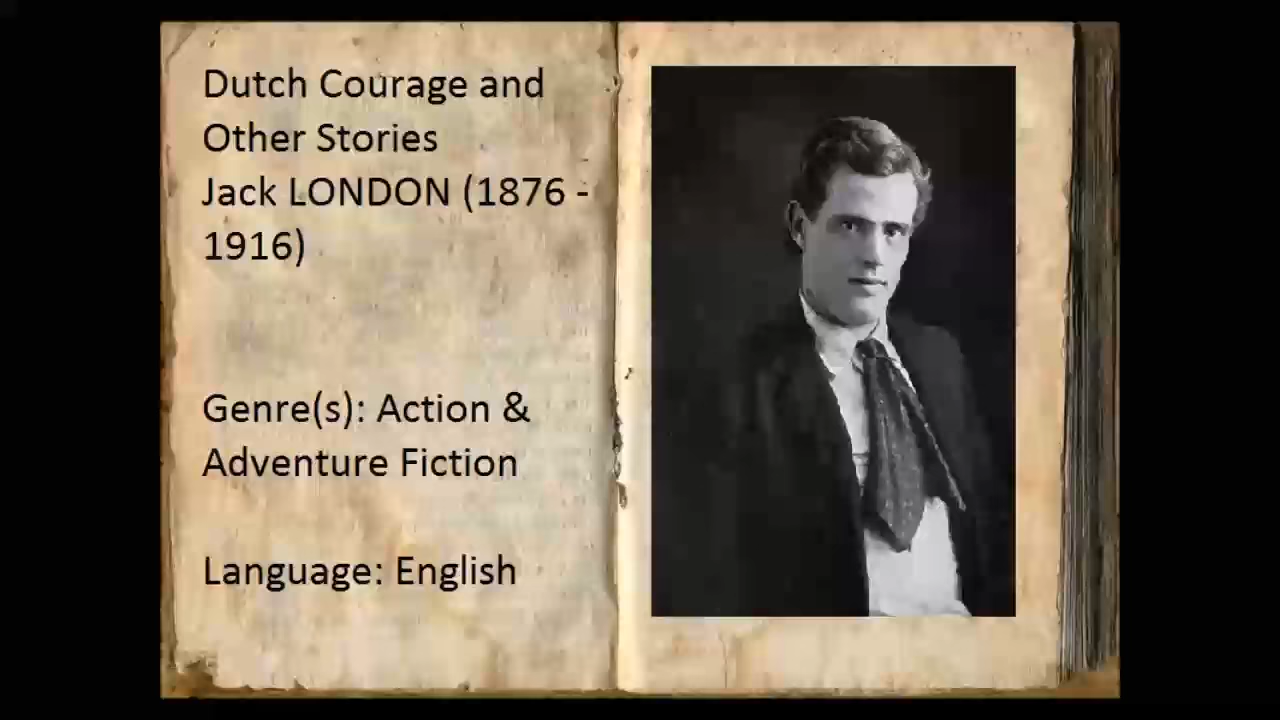 Dutch Courage and
Other Stories
Jack LONDON (1876 -
1916)
Genre(s): Action &
Adventure Fiction
Language: English